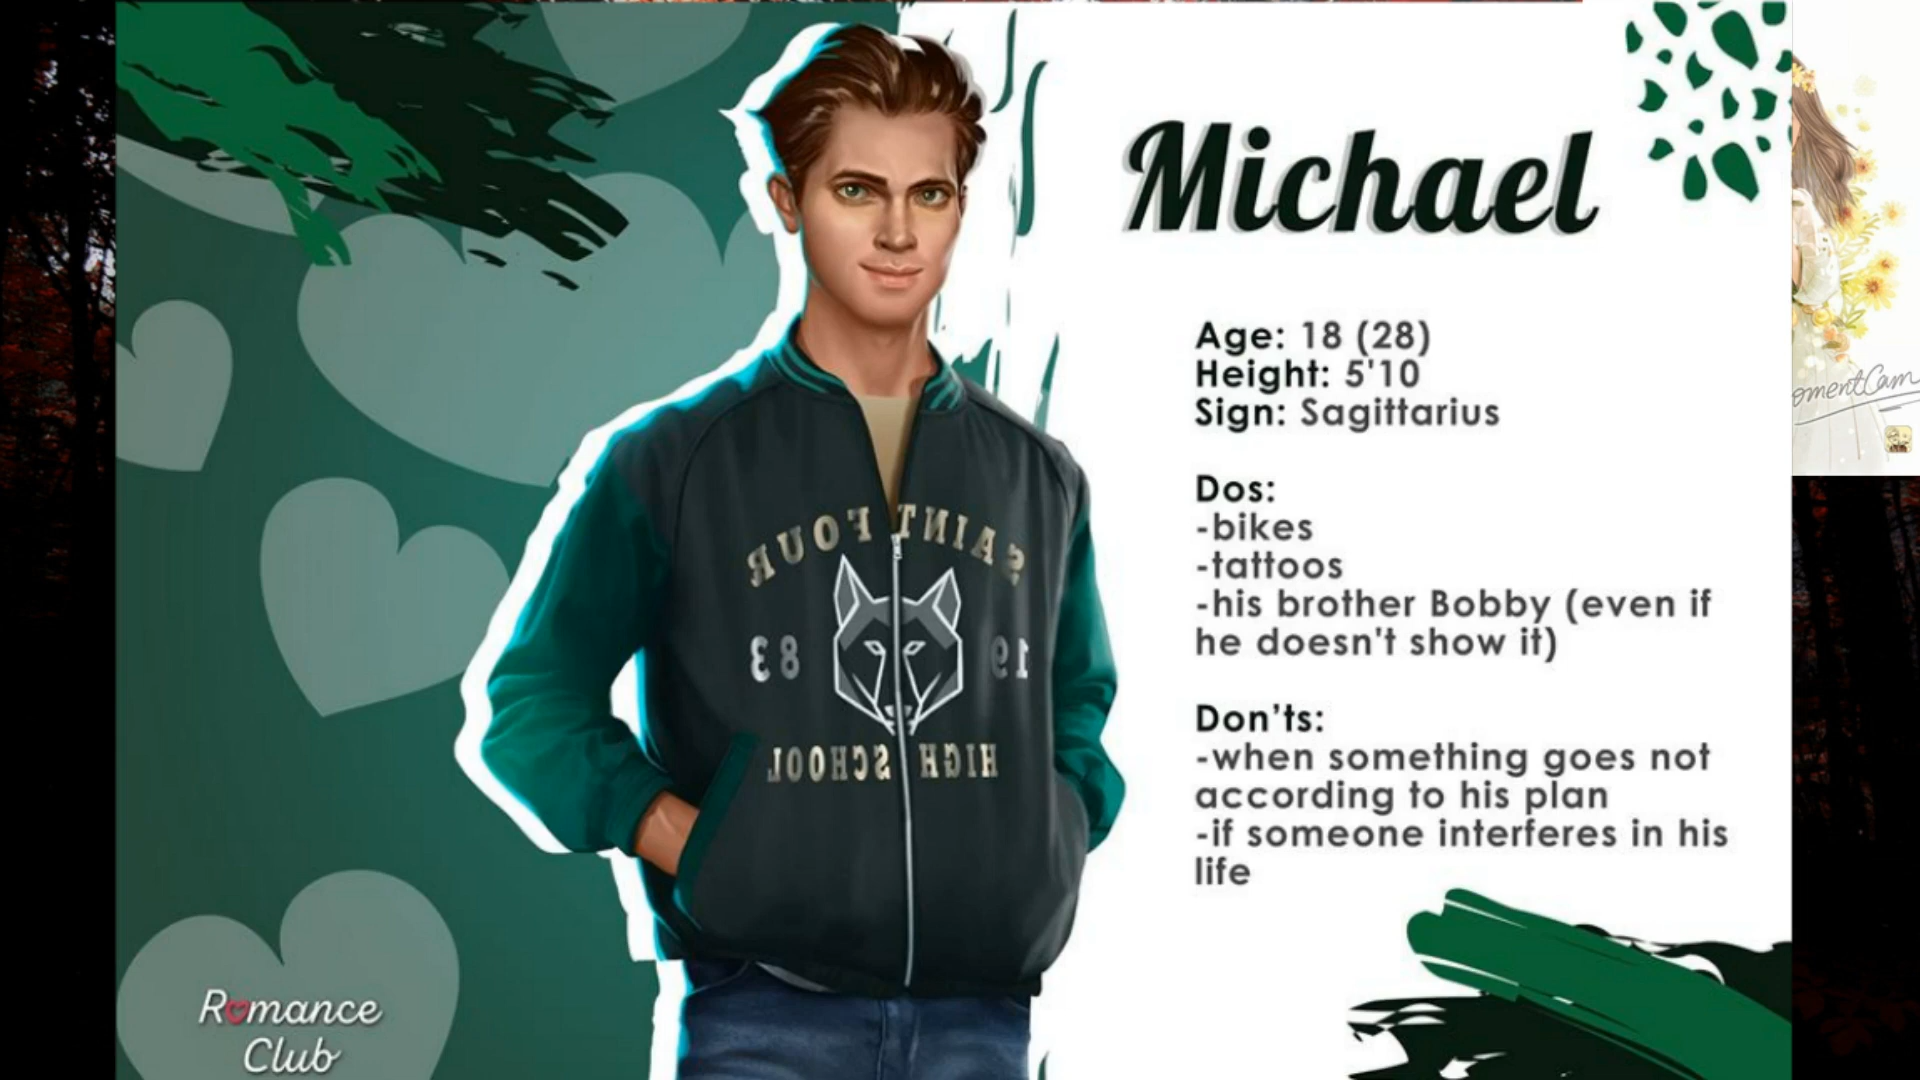 Michael
Age: 18 (28)
Height: 5'10
Sign: Sagittarius
Dos:
-bikes
-tattoos
-his brother Bobby (even if
he doesn't show it)
Don'ts:
-when something goes not
according to his plan
-if someone interferes in his
life
SAINT FOUR
19 83
HIGH SCHOOL
Romance
Club
omentCam